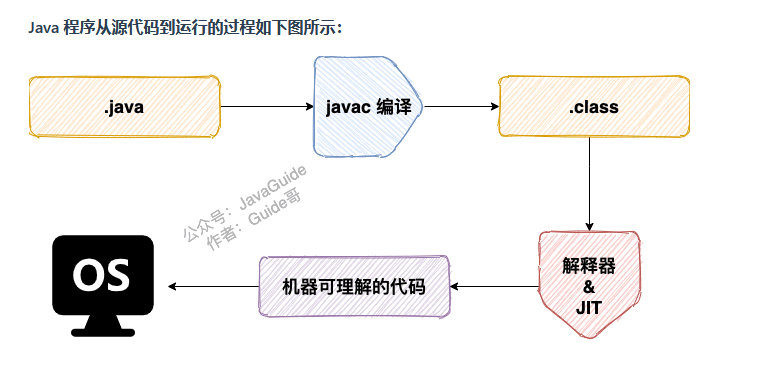 Java 程序从源代码到运行的过程如下图所示：
.java
javac 编译
.class
公众号：JavaGuide
作者：Guide哥
解释器
&
JIT
机器可理解的代码
OS